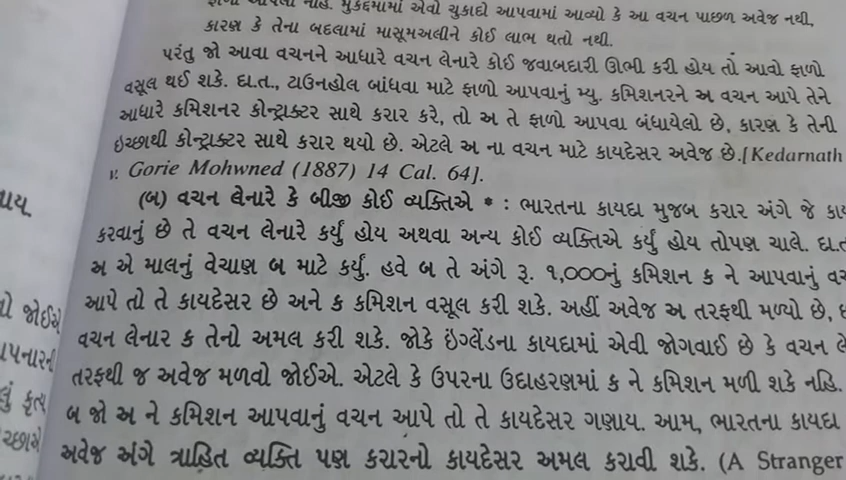 આપવામાં આવ્યો કે આ વચન પાછળ અવેજ નથી,
કારણ કે તેના બદલામાં માસૂમઅલીને કોઈ લાભ થતો નથી.
પરંતુ જો આવા વચનને આધારે વચન લેનારે કોઈ જવાબદારી ઊભી કરી હોય તો આવો ફાળો
વસૂલ થઈ શકે. દા.ત., ટાઉનહોલ બાંધવા માટે ફાળો આપવાનું મ્યુ. કમિશનરને અ વચન આપે તેને
આધારે કમિશનર કોન્ટ્રાક્ટર સાથે કરાર કરે, તો અ તે ફાળો આપવા બંધાયેલો છે, કારણ કે તેની
ઇચ્છાથી કોન્ટ્રાક્ટર સાથે કરાર થયો છે. એટલે અ ના વચન માટે કાયદેસર અવેજ છે.[Kedarnath
v. Gorie Mohwned (1887) 14 Cal. 64].
(બ) વચન લેનારે કે બીજી કોઈ વ્યક્તિએ * : ભારતના કાયદા મુજબ કરાર અંગે જે
કરવાનું છે તે વચન લેનારે કર્યું હોય અથવા અન્ય કોઈ વ્યક્તિએ કર્યું હોય તોપણ ચાલે.
અ એ માલનું વેચાણ બ માટે કર્યું. હવે બ તે અંગે રૂ. ૧,૦૦૦નું કમિશન ક ને આપવાનું
આપે તો તે કાયદેસર છે અને ક કમિશન વસૂલ કરી શકે. અહીં અવેજ અ તરફથી મળ્યો છે,
વચન લેનાર ક તેનો અમલ કરી શકે. જોકે ઇંગ્લેંડના કાયદામાં એવી જોગવાઈ છે કે વચન
તરફથી જ અવેજ મળવો જોઈએ. એટલે કે ઉપરના ઉદાહરણમાં ક ને કમિશન મળી શકે નહિ.
બ જો અ ને કમિશન આપવાનું વચન આપે તો તે કાયદેસર ગણાય. આમ, ભારતના કાયદા
અવેજ અંગે ત્રાહિત વ્યક્તિ પણ કરારનો કાયદેસર અમલ કરાવી શકે. (A Stranger